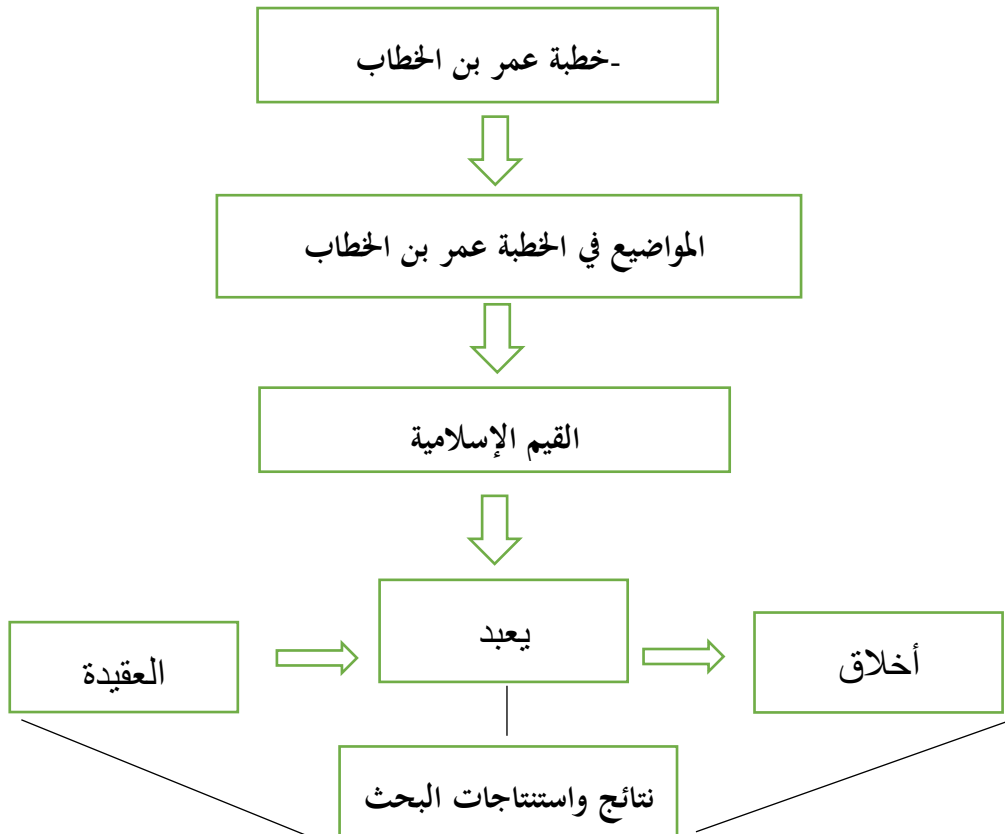 -خطبة عمر بن الخطاب
المواضيع في الخطبة عمر بن الخطاب
القيم الإسلامية
أخلاق
يعبد
العقيدة
نتائج واستنتاجات البحث